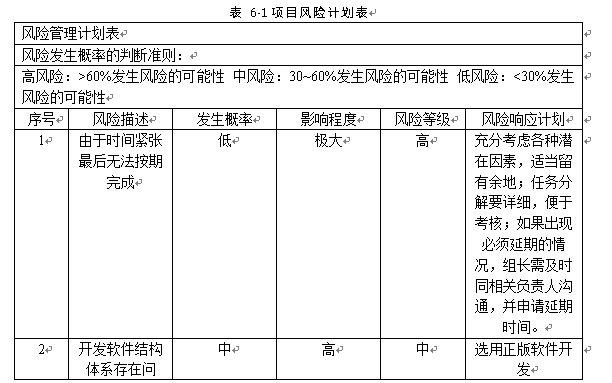 表 6-1 项目风险计划表
风险管理计划表
风险发生概率的判断准则：
高风险：>60%发生风险的可能性 中风险：30~60%发生风险的可能性 低风险：<30%发生
风险的可能性
序号 风险描述 发生概率 影响程度 风险等级 风险响应计划
1 由于时间紧张 低 极大 高 充分考虑各种潜
最后无法按期 在因素，适当留
完成 有余地；任务分
解要详细，便于
考核；如果出现
必须延期的情
况，组长需及时
同相关负责人沟
通，并申请延期
时间。
2 开发软件结构 中 高 中 选用正版软件开
体系存在问 发